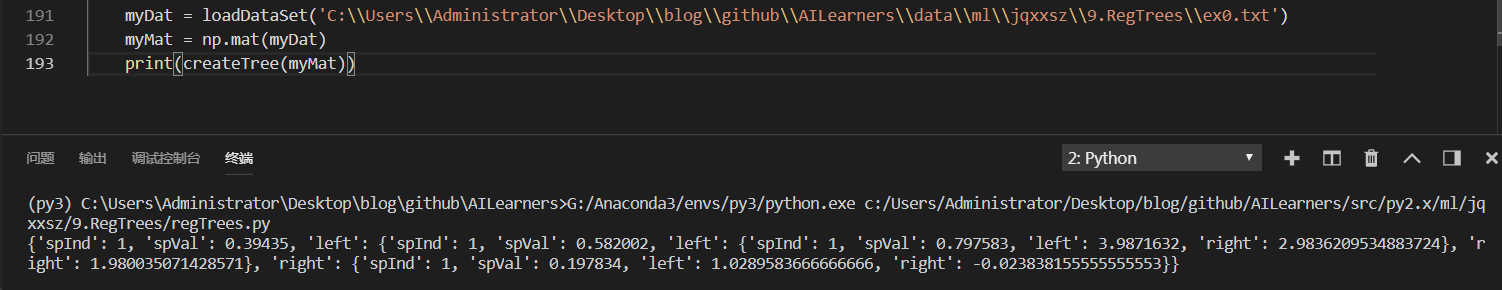 191 myDat = loadDataSet('C:\\Users\\Administrator\\Desktop\\blog\\github\\AILearners\\data\\ml\\jqxxsz\\9.RegTrees\\ex0.txt')
192 myMat = np.mat(myDat)
193 print(createTree(myMat))
问题 输出 调试控制台 终端 2: Python
(py3) C:\Users\Administrator\Desktop\blog\github\AILearners>G:/Anaconda3/envs/py3/python.exe c:/Users/Administrator/Desktop/blog/github/AILearners/src/py2.x/ml/jq
xxsz/9.RegTrees/regTrees.py
{'spInd': 1, 'spVal': 0.39435, 'left': {'spInd': 1, 'spVal': 0.582002, 'left': {'spInd': 1, 'spVal': 0.797583, 'left': 3.9871632, 'right': 2.9836209534883724}, 'r
ight': 1.980035071428571}, 'right': {'spInd': 1, 'spVal': 0.197834, 'left': 1.0289583666666666, 'right': -0.023838155555555553}}